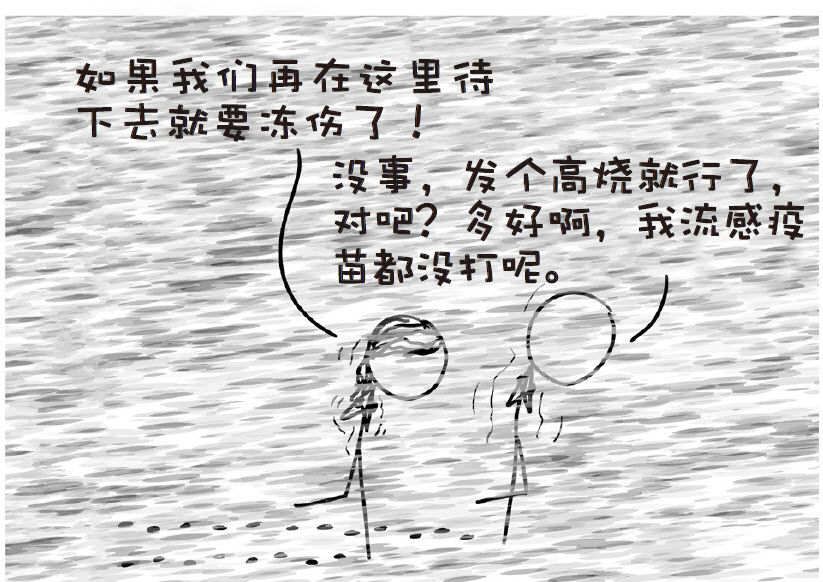 如果我们再在这里待
下去就要冻伤了！
没事，发个高烧就行了，
对吧？多好啊，我流感疫
苗都没打呢。